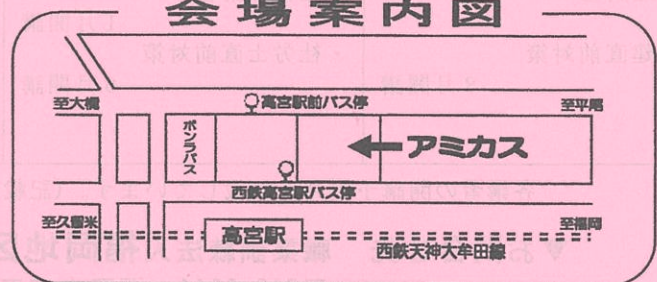 会場案内図
至大橋
高宮駅前バス停
至平尾
ボンラパス
アミカス
西鉄高宮駅バス停
至久留米
高宮駅
至福岡
西鉄天神大牟田線